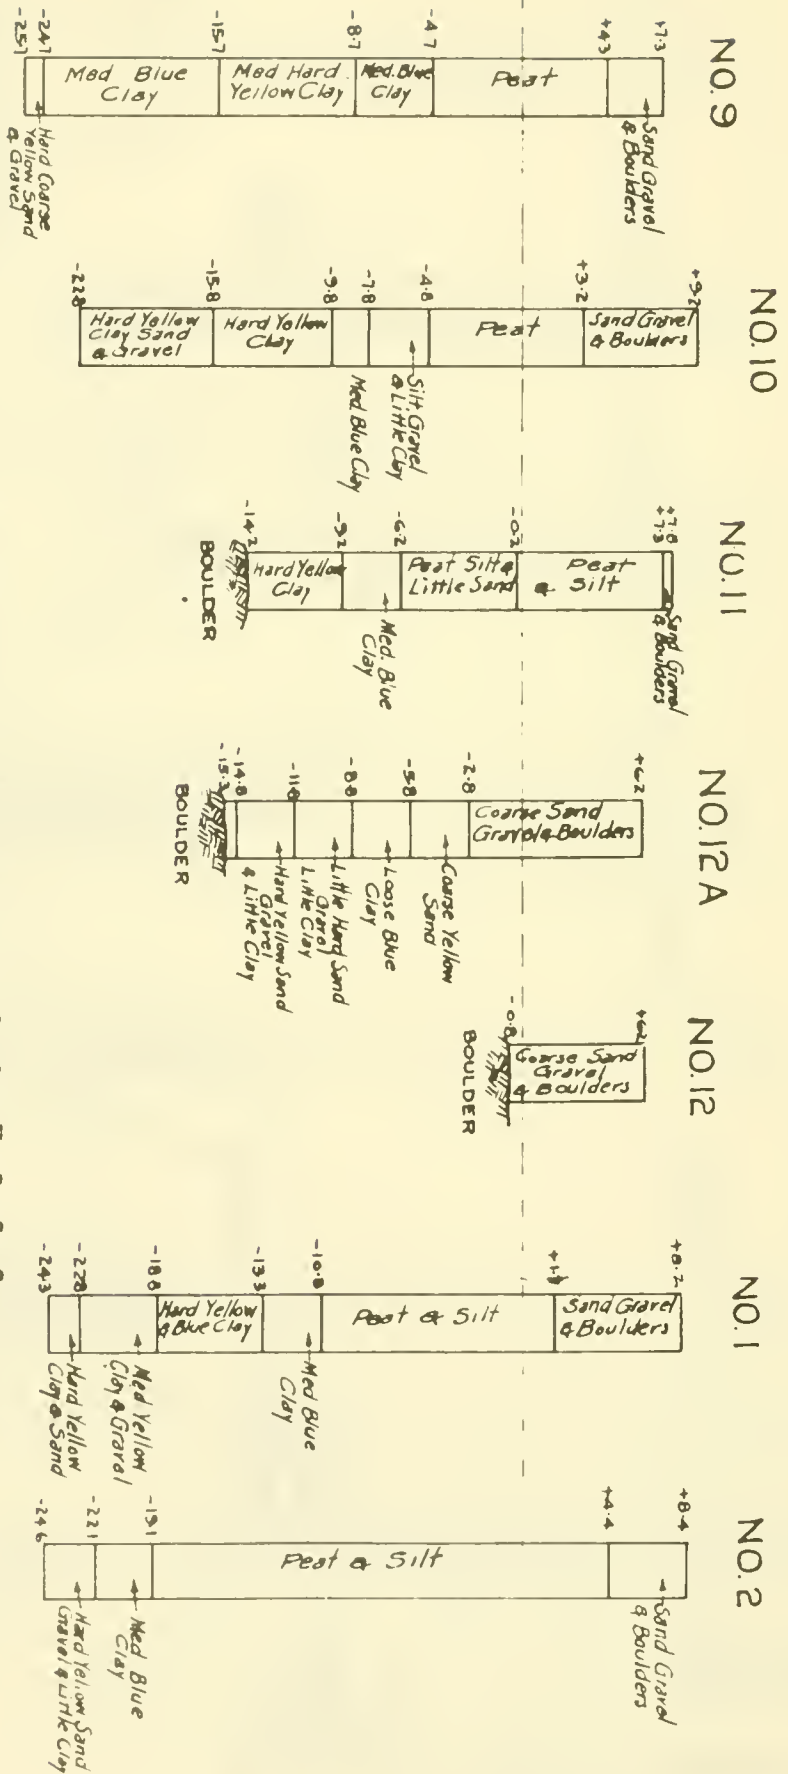 NO. 9
+7.3
+4.3
-4.7
-8.7
-15.7
-24.7
-25.7
Sand Gravel
& Boulders
Peat
Med. Blue
Clay
Med Hard
Yellow Clay
Med Blue
Clay
Hard Coarse
Yellow Sand
& Gravel
NO. 10
+9.2
+3.2
-4.8
-7.8
-9.8
-15.8
-22.8
Sand Gravel
& Boulders
Peat
Silt, Gravel
& Little Clay
Med. Blue Clay
Hard Yellow
Clay
Hard Yellow
Clay Sand
& Gravel
NO. 11
+7.8
+7.3
-0.2
-6.2
-9.2
-14.2
Sand Gravel
& Boulders
Peat
& Silt
Peat Silt &
Little Sand
Med. Blue
Clay
Hard Yellow
Clay
BOULDER
NO. 12A
+6.2
-2.8
-5.8
-8.8
-11.8
-14.8
-15.3
Coarse Sand
Gravel & Boulders
Coarse Yellow
Sand
Loose Blue
Clay
Little Hard Sand
Gravel
Little Clay
Hard Yellow Sand
Gravel
& Little Clay
BOULDER
NO. 12
+6.2
-0.8
Coarse Sand
Gravel
& Boulders
BOULDER
NO. 1
+8.2
-10.8
-13.3
-18.8
-22.8
-24.3
Sand Gravel
& Boulders
Peat & Silt
Med Blue
Clay
Hard Yellow
& Blue Clay
Med Yellow
Clay & Gravel
Hard Yellow
Clay & Sand
NO. 2
+8.4
+4.4
-19.1
-22.1
-24.6
Sand Gravel
& Boulders
Peat & Silt
Med Blue
Clay
Hard Yellow Sand
Gravel & Little Clay